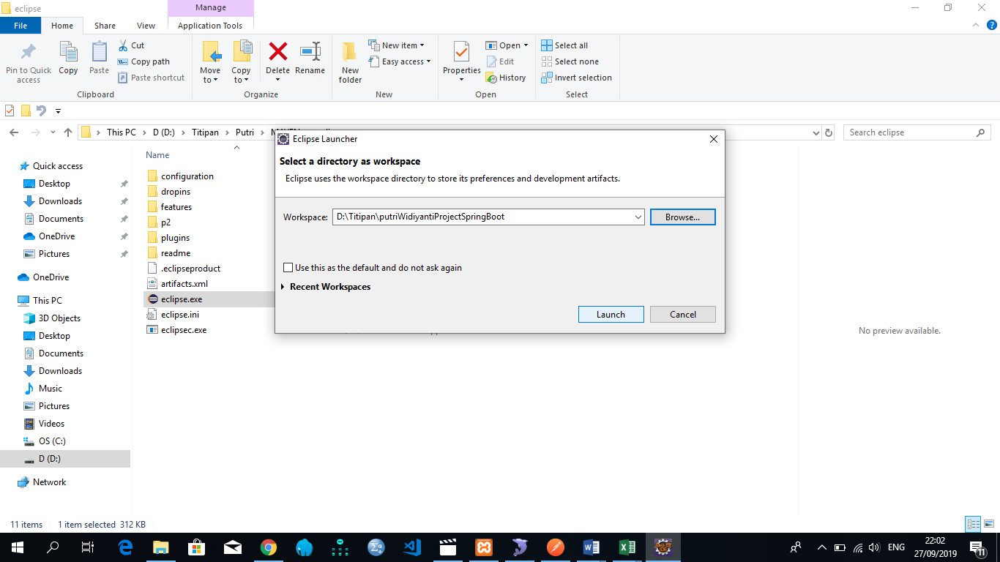 eclipse
Manage
File
Home
Share
View
Application Tools
Pin to Quick access
Copy
Paste
Cut
Copy path
Paste shortcut
Move to
Copy to
Delete
Rename
New folder
New item
Easy access
Properties
Open
Edit
History
Select all
Select none
Invert selection
Clipboard
Organize
New
Open
Select
This PC
D (D:)
Titipan
Putri
Search eclipse
Quick access
Desktop
Downloads
Documents
OneDrive
Pictures
OneDrive
This PC
3D Objects
Desktop
Documents
Downloads
Music
Pictures
Videos
OS (C:)
D (D:)
Network
Name
configuration
dropins
features
p2
plugins
readme
.eclipseproduct
artifacts.xml
eclipse.exe
eclipse.ini
eclipsec.exe
Eclipse Launcher
Select a directory as workspace
Eclipse uses the workspace directory to store its preferences and development artifacts.
Workspace: D:\Titipan\putriWidiyantiProjectSpringBoot
Browse...
Use this as the default and do not ask again
Recent Workspaces
Launch
Cancel
No preview available.
11 items
1 item selected 312 KB
ENG
22:02
27/09/2019
11